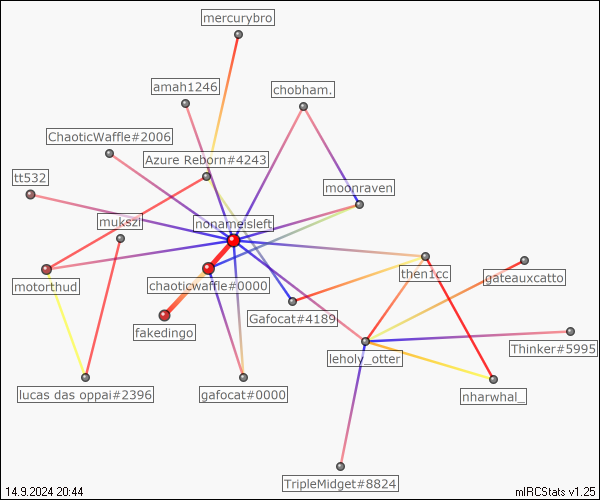 mercurybro
amah1246
chobham.
ChaoticWaffle#2006
Azure Reborn#4243
tt532
moonraven
mukszi
nonameisleft
motorthud
chaoticwaffle#0000
then1cc
gateauxcatto
Gafocat#4189
fakedingo
Thinker#5995
leholy_otter
lucas das oppai#2396
gafocat#0000
nharwhal_
TripleMidget#8824
14.9.2024 20:44
mIRCStats v1.25